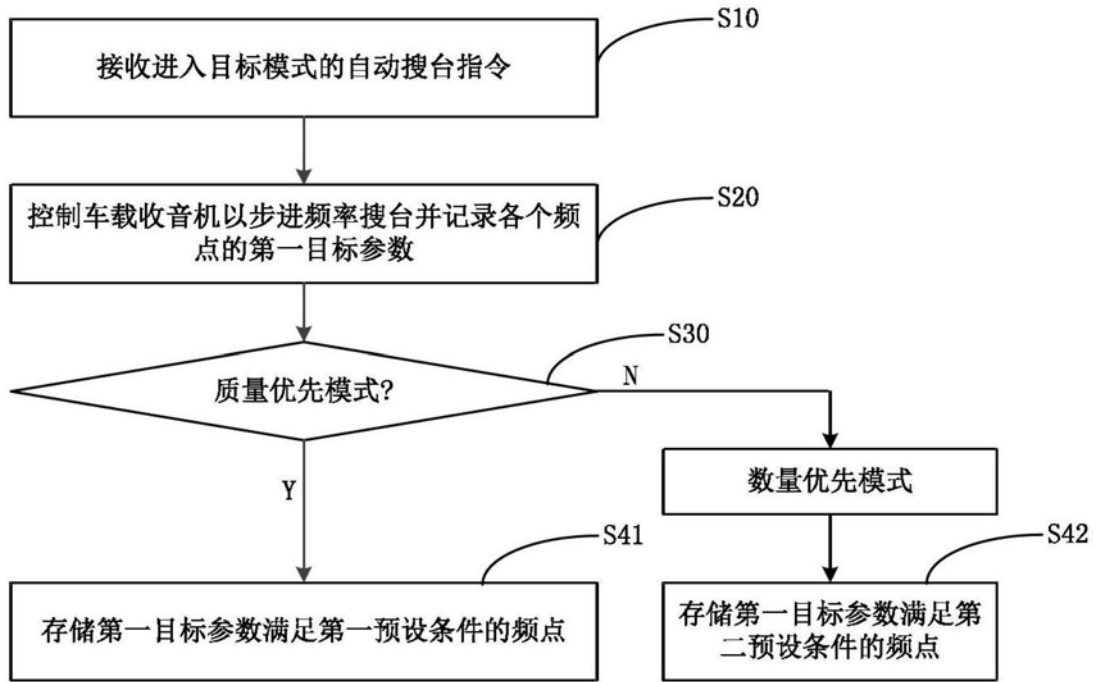 S10
接收进入目标模式的自动搜台指令
S20
控制车载收音机以步进频率搜台并记录各个频
点的第一目标参数
S30
质量优先模式?
N
数量优先模式
Y
S41
存储第一目标参数满足第一预设条件的频点
S42
存储第一目标参数满足第
二预设条件的频点